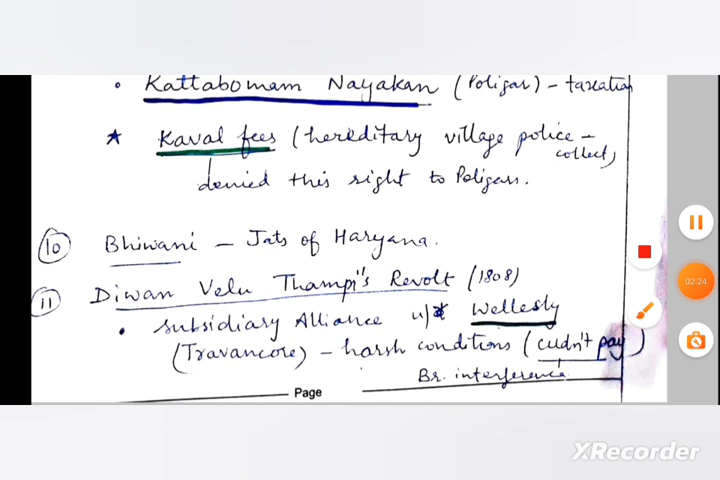 • Kattabomam Nayakan (Poligar) – taxation
★ Kaval fees (hereditary village police – collect)
denied this right to Poligars.
10 Bhiwani – Jats of Haryana.
11 Diwan Velu Thampi's Revolt (1808)
• Subsidiary Alliance u/* Wellesly
(Travancore) – harsh conditions (cudn't pay)
Br. interference
Page
02:24
XRecorder